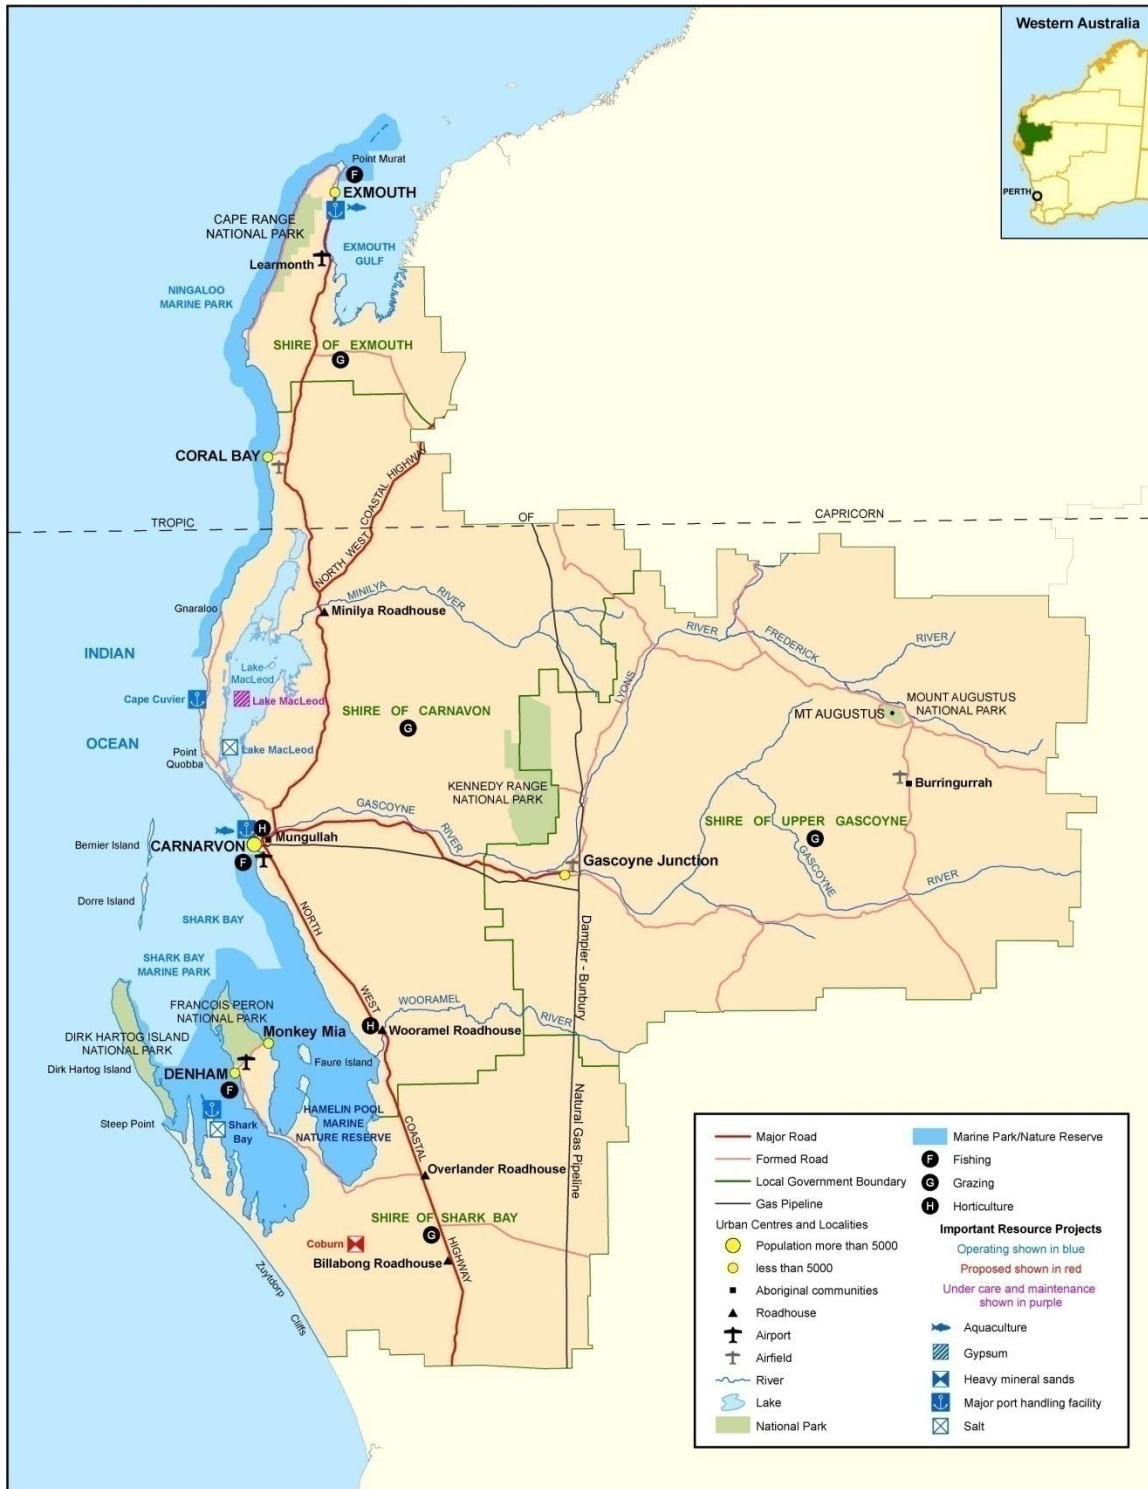 Western Australia
PERTH
Point Murat
F
EXMOUTH
CAPE RANGE
NATIONAL PARK
EXMOUTH
GULF
Learmonth
NINGALOO
MARINE PARK
SHIRE OF EXMOUTH
G
CORAL BAY
NORTH WEST COASTAL HIGHWAY
TROPIC OF CAPRICORN
MINILYA RIVER
Minilya Roadhouse
Gnaraloo
LYONS RIVER
FREDERICK RIVER
INDIAN
Lake
MacLeod
Cape Cuvier
Lake MacLeod
SHIRE OF CARNAVON
G
MOUNT AUGUSTUS
NATIONAL PARK
MT AUGUSTUS
OCEAN
Lake MacLeod
Point
Quobba
KENNEDY RANGE
NATIONAL PARK
Burringurrah
GASCOYNE RIVER
SHIRE OF UPPER GASCOYNE
G
H
Mungullah
Bernier Island
CARNARVON
F
Gascoyne Junction
GASCOYNE RIVER
Dorre Island
SHARK BAY
NORTH WEST COASTAL HIGHWAY
Dampier - Bunbury
Natural Gas Pipeline
SHARK BAY
MARINE PARK
FRANCOIS PERON
NATIONAL PARK
WOORAMEL RIVER
H
Wooramel Roadhouse
Monkey Mia
DIRK HARTOG ISLAND
NATIONAL PARK
Faure Island
Dirk Hartog Island
DENHAM
F
Steep Point
Shark
Bay
HAMELIN POOL
MARINE
NATURE RESERVE
Overlander Roadhouse
SHIRE OF SHARK BAY
G
Coburn
Billabong Roadhouse
Zuytdorp Cliffs
Major Road
Formed Road
Local Government Boundary
Gas Pipeline
Urban Centres and Localities
Population more than 5000
less than 5000
Aboriginal communities
Roadhouse
Airport
Airfield
River
Lake
National Park
Marine Park/Nature Reserve
F Fishing
G Grazing
H Horticulture
Important Resource Projects
Operating shown in blue
Proposed shown in red
Under care and maintenance
shown in purple
Aquaculture
Gypsum
Heavy mineral sands
Major port handling facility
Salt